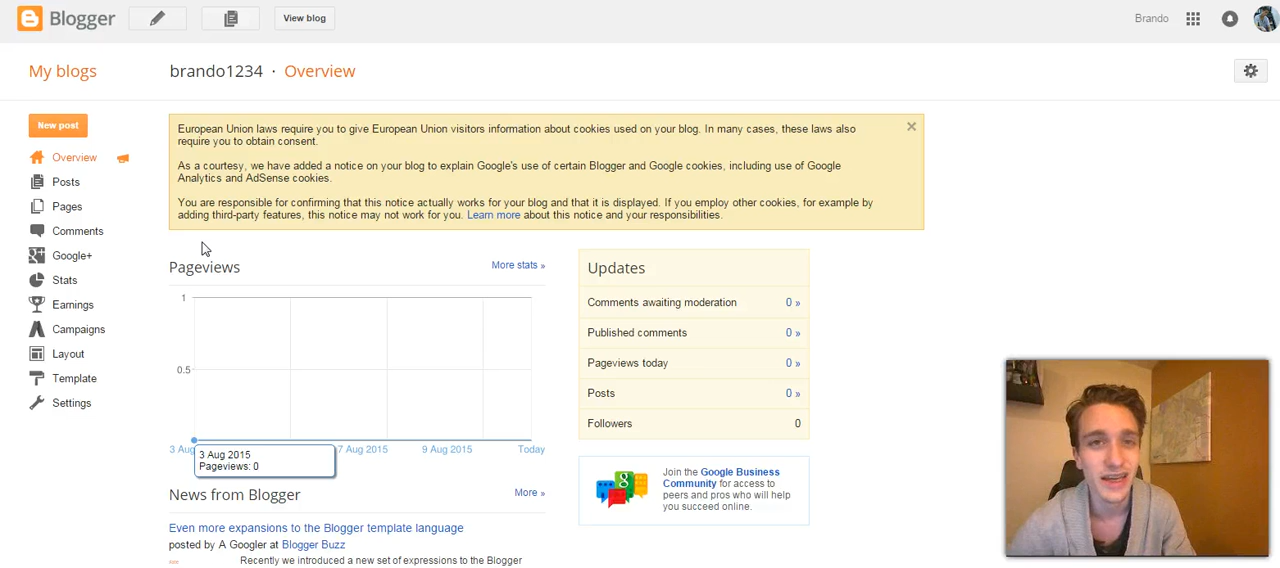 Blogger
View blog
Brando
My blogs
brando1234 · Overview
New post
Overview
Posts
Pages
Comments
Google+
Stats
Earnings
Campaigns
Layout
Template
Settings
European Union laws require you to give European Union visitors information about cookies used on your blog. In many cases, these laws also
require you to obtain consent.
As a courtesy, we have added a notice on your blog to explain Google's use of certain Blogger and Google cookies, including use of Google
Analytics and AdSense cookies.
You are responsible for confirming that this notice actually works for your blog and that it is displayed. If you employ other cookies, for example by
adding third-party features, this notice may not work for you. Learn more about this notice and your responsibilities.
Pageviews
More stats »
1
0.5
3 Aug
7 Aug 2015
9 Aug 2015
Today
3 Aug 2015
Pageviews: 0
News from Blogger
More »
Even more expansions to the Blogger template language
posted by A Googler at Blogger Buzz
Recently we introduced a new set of expressions to the Blogger
Updates
Comments awaiting moderation 0 »
Published comments 0 »
Pageviews today 0 »
Posts 0 »
Followers 0
Join the Google Business
Community for access to
peers and pros who will help
you succeed online.